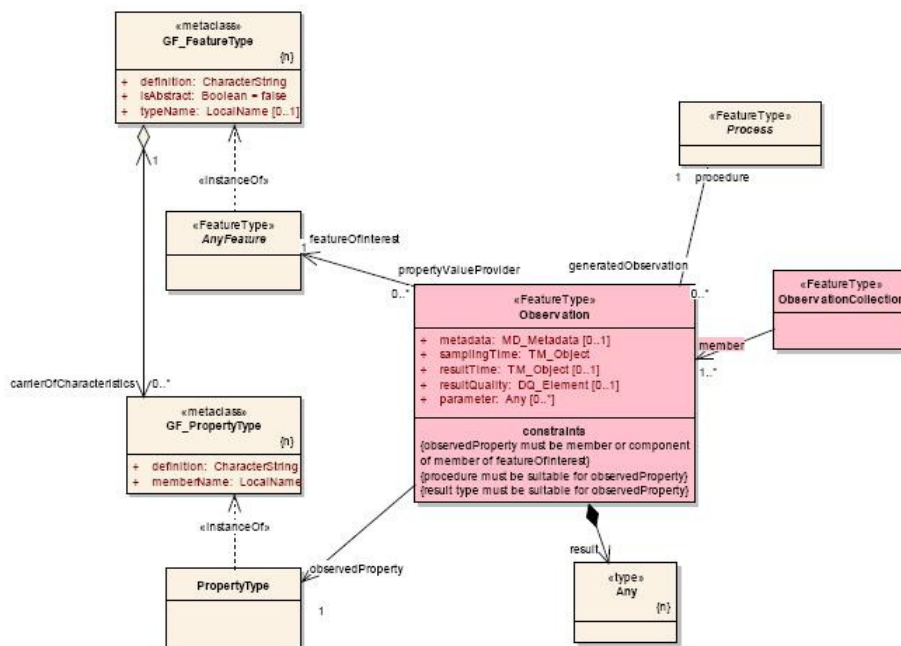 «metaclass»
GF_FeatureType
{n}
+ definition: CharacterString
+ isAbstract: Boolean = false
+ typeName: LocalName [0..1]
1
«instanceOf»
«FeatureType»
AnyFeature
1
featureOfInterest
propertyValueProvider
0..*
«FeatureType»
Process
1
procedure
generatedObservation
0..*
«FeatureType»
Observation
+ metadata: MD_Metadata [0..1]
+ samplingTime: TM_Object
+ resultTime: TM_Object [0..1]
+ resultQuality: DQ_Element [0..1]
+ parameter: Any [0..*]
constraints
{observedProperty must be member or component
of member of featureOfInterest}
{procedure must be suitable for observedProperty}
{result type must be suitable for observedProperty}
«FeatureType»
ObservationCollection
member
1..*
carrierOfCharacteristics
0..*
«metaclass»
GF_PropertyType
{n}
+ definition: CharacterString
+ memberName: LocalName
«instanceOf»
PropertyType
observedProperty
1
result
«type»
Any
{n}